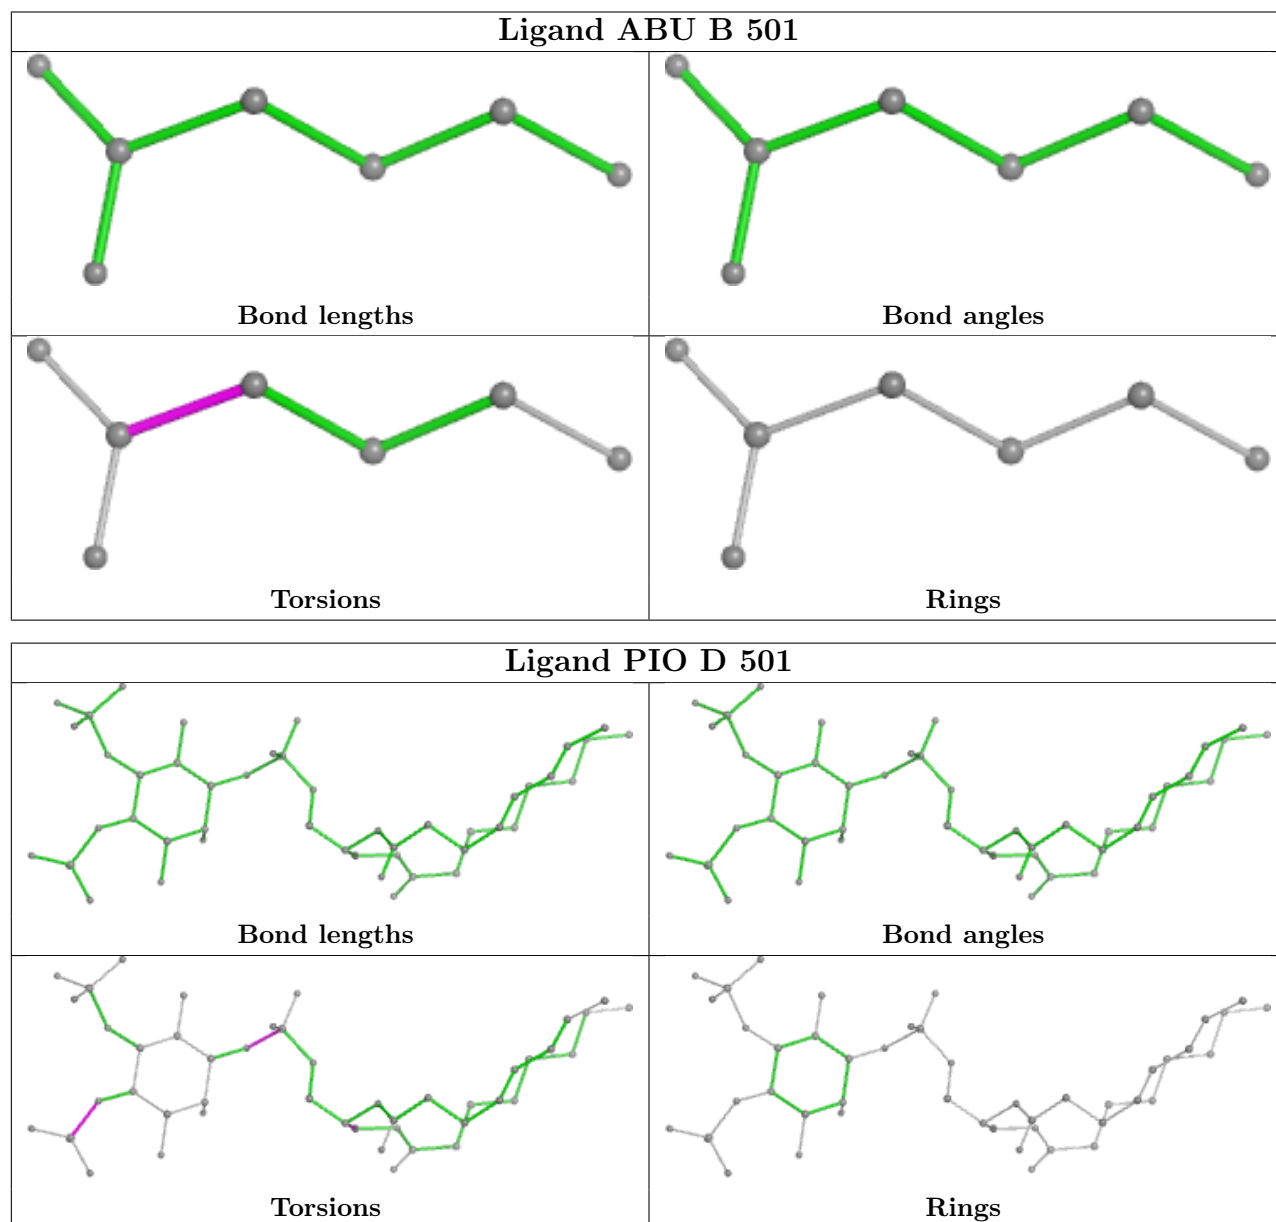 Ligand ABU B 501
Bond lengths
Bond angles
Torsions
Rings
Ligand PIO D 501
Bond lengths
Bond angles
Torsions
Rings